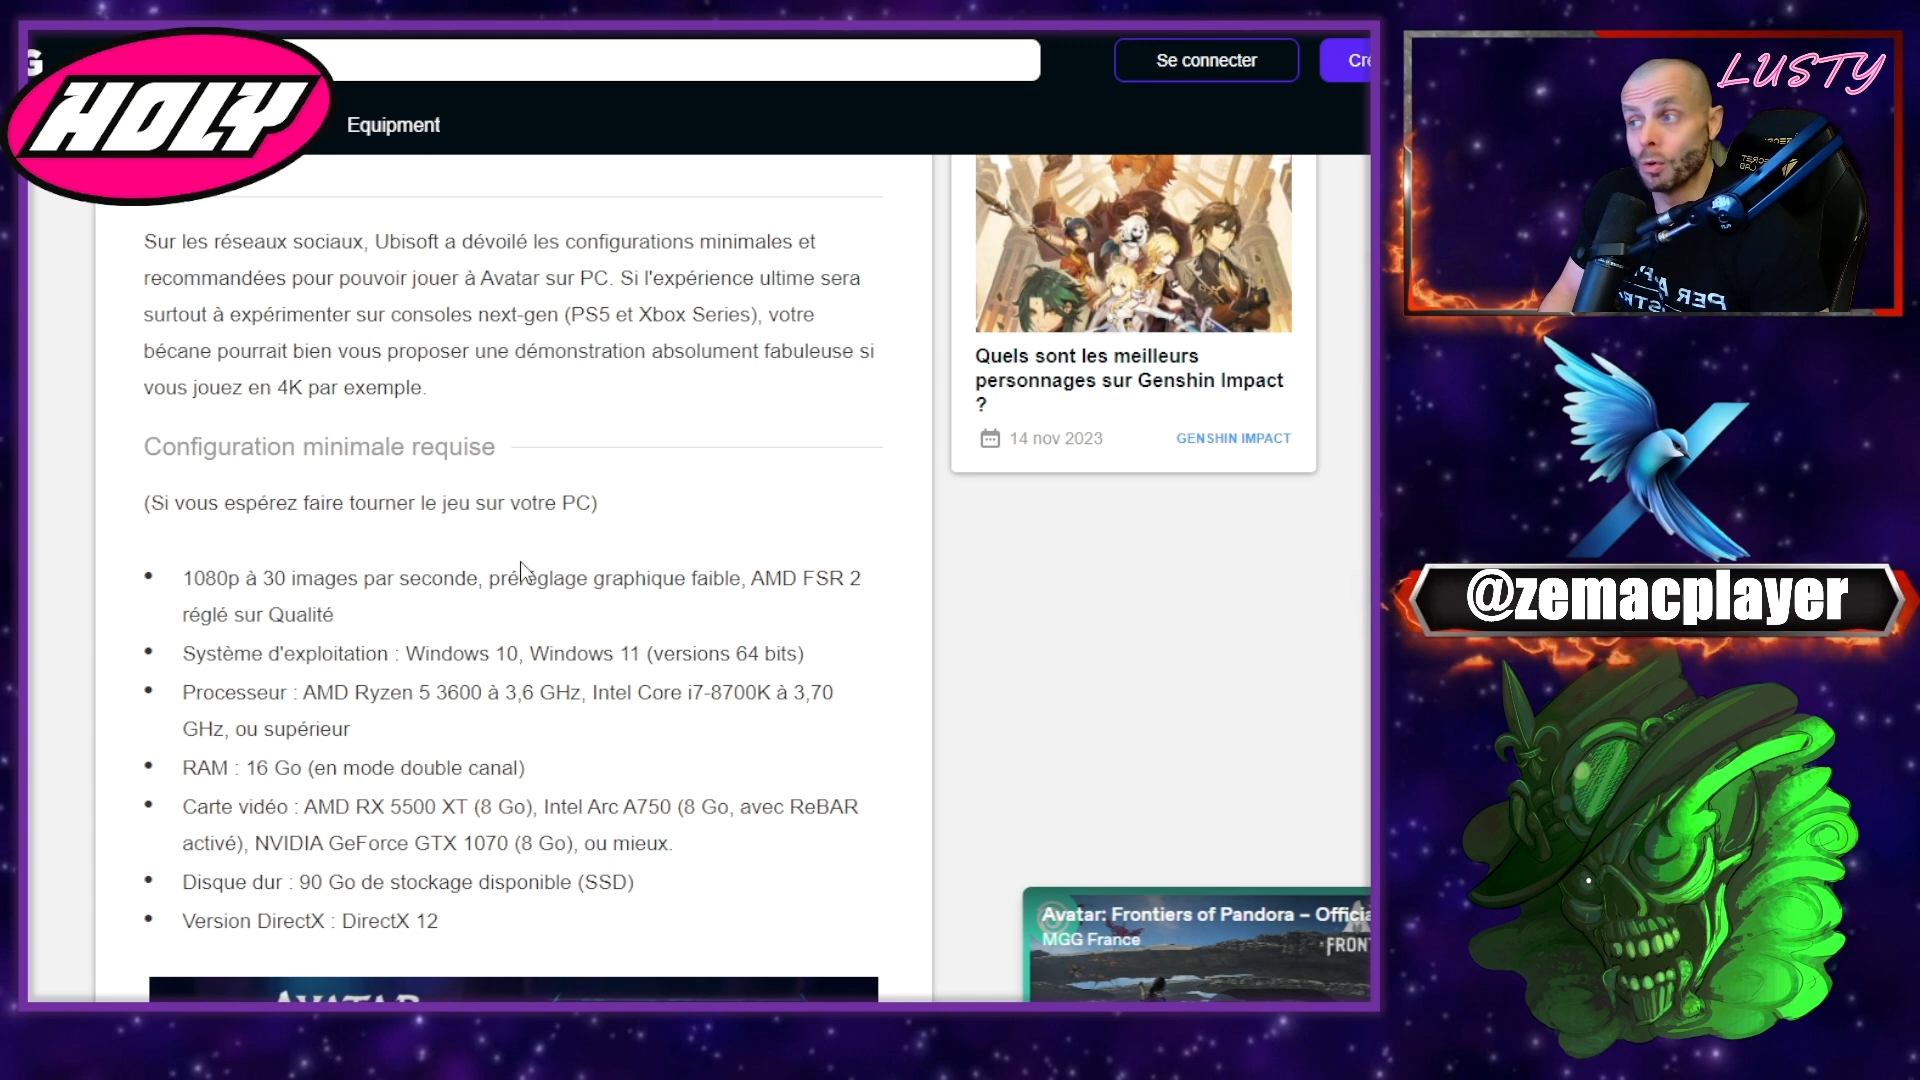 G
HOLY
Se connecter
Cré
Equipment
Sur les réseaux sociaux, Ubisoft a dévoilé les configurations minimales et
recommandées pour pouvoir jouer à Avatar sur PC. Si l'expérience ultime sera
surtout à expérimenter sur consoles next-gen (PS5 et Xbox Series), votre
bécane pourrait bien vous proposer une démonstration absolument fabuleuse si
vous jouez en 4K par exemple.
Configuration minimale requise
(Si vous espérez faire tourner le jeu sur votre PC)
• 1080p à 30 images par seconde, préréglage graphique faible, AMD FSR 2
réglé sur Qualité
• Système d'exploitation : Windows 10, Windows 11 (versions 64 bits)
• Processeur : AMD Ryzen 5 3600 à 3,6 GHz, Intel Core i7-8700K à 3,70
GHz, ou supérieur
• RAM : 16 Go (en mode double canal)
• Carte vidéo : AMD RX 5500 XT (8 Go), Intel Arc A750 (8 Go, avec ReBAR
activé), NVIDIA GeForce GTX 1070 (8 Go), ou mieux.
• Disque dur : 90 Go de stockage disponible (SSD)
• Version DirectX : DirectX 12
AVATAR
Quels sont les meilleurs
personnages sur Genshin Impact
?
14 nov 2023
GENSHIN IMPACT
Avatar: Frontiers of Pandora – Officia
MGG France
FRONT
LUSTY
PER A
@zemacplayer